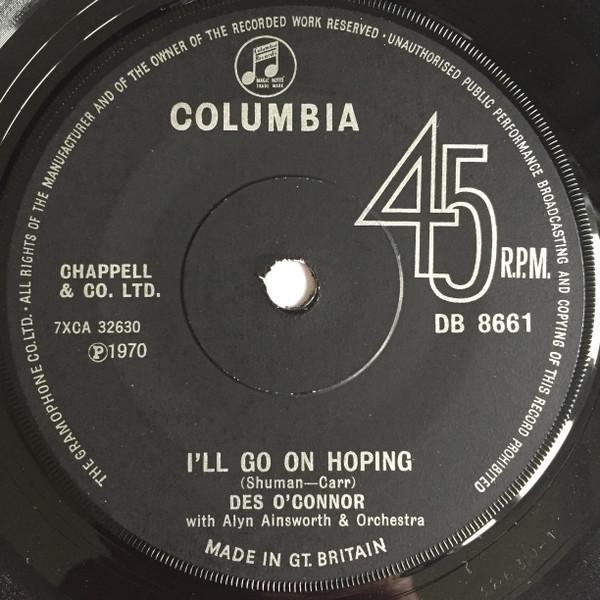 THE GRAMOPHONE CO. LTD. · ALL RIGHTS OF THE MANUFACTURER AND OF THE OWNER OF THE RECORDED WORK RESERVED · UNAUTHORISED PUBLIC PERFORMANCE BROADCASTING AND COPYING OF THIS RECORD PROHIBITED
Columbia
Records
MAGIC NOTES
TRADE MARK
COLUMBIA
45
R.P.M.
CHAPPELL
& CO. LTD.
7XCA 32630
Ⓟ1970
DB 8661
I'LL GO ON HOPING
(Shuman—Carr)
DES O'CONNOR
with Alyn Ainsworth & Orchestra
MADE IN GT. BRITAIN